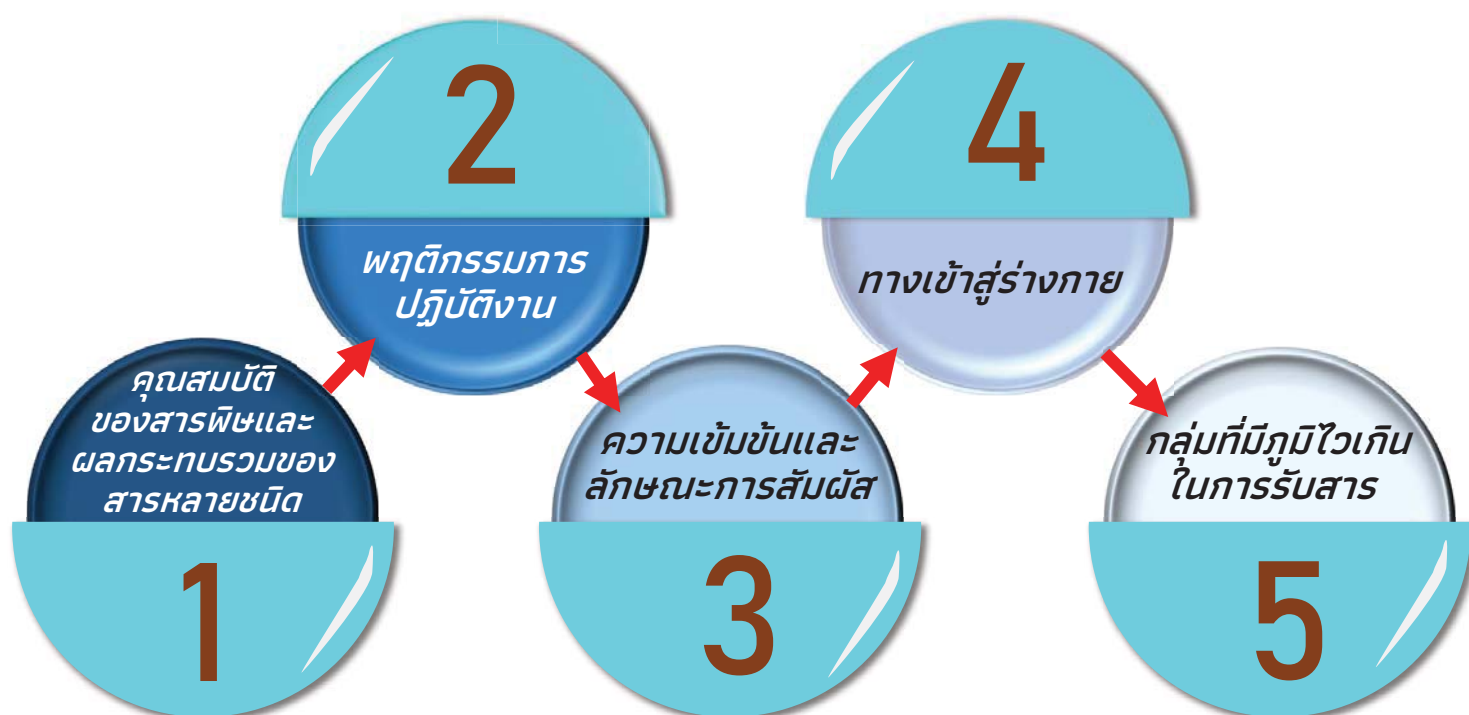 1
คุณสมบัติ
ของสารพิษและ
ผลกระทบรวมของ
สารหลายชนิด
2
พฤติกรรมการ
ปฏิบัติงาน
3
ความเข้มข้นและ
ลักษณะการสัมผัส
4
ทางเข้าสู่ร่างกาย
5
กลุ่มที่มีภูมิไวเกิน
ในการรับสาร